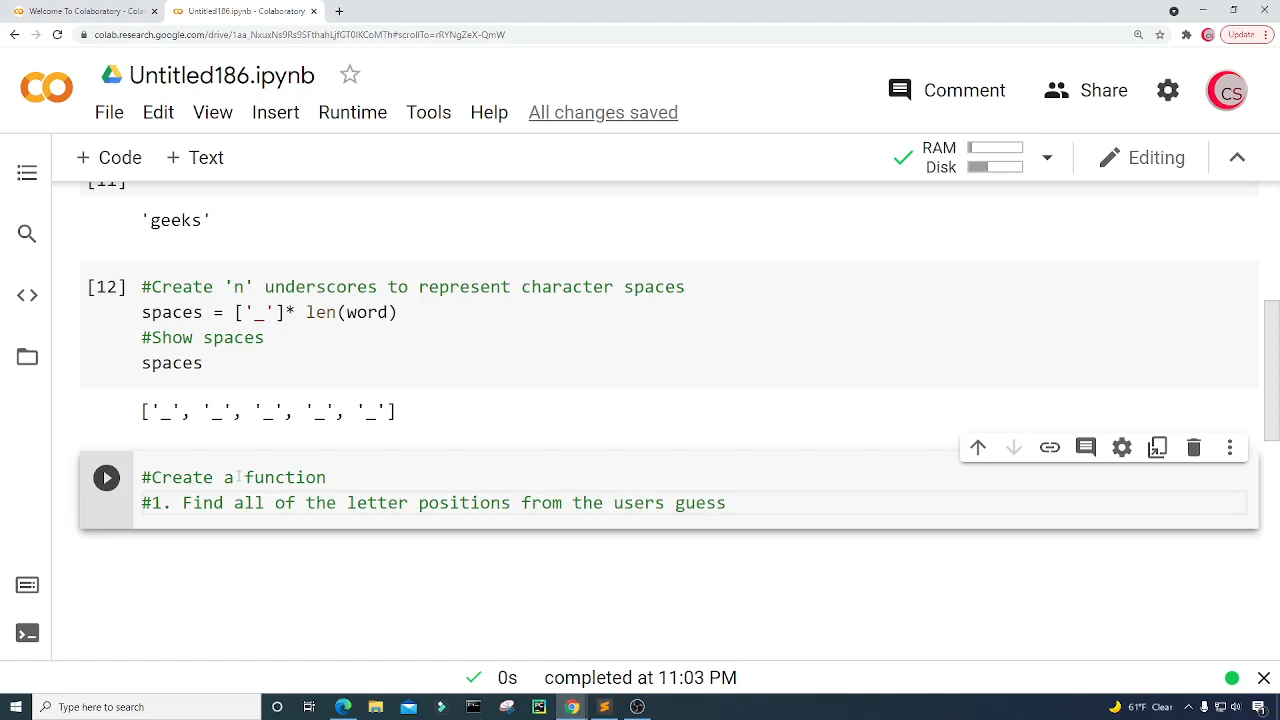 Welcome To Colaboratory - Colab
Untitled186.ipynb - Colaboratory
colab.research.google.com/drive/1aa_NxuxNs9Rs9SFthahLjfGT0IKCoMTh#scrollTo=rRYNgZeX-QmW
Update
Untitled186.ipynb
Comment
Share
CS
File Edit View Insert Runtime Tools Help All changes saved
+ Code + Text
RAM
Disk
Editing
[11]
'geeks'
[12] #Create 'n' underscores to represent character spaces
spaces = ['_']* len(word)
#Show spaces
spaces
['_', '_', '_', '_', '_']
#Create a function
#1. Find all of the letter positions from the users guess
0s completed at 11:03 PM
Type here to search
61°F Clear